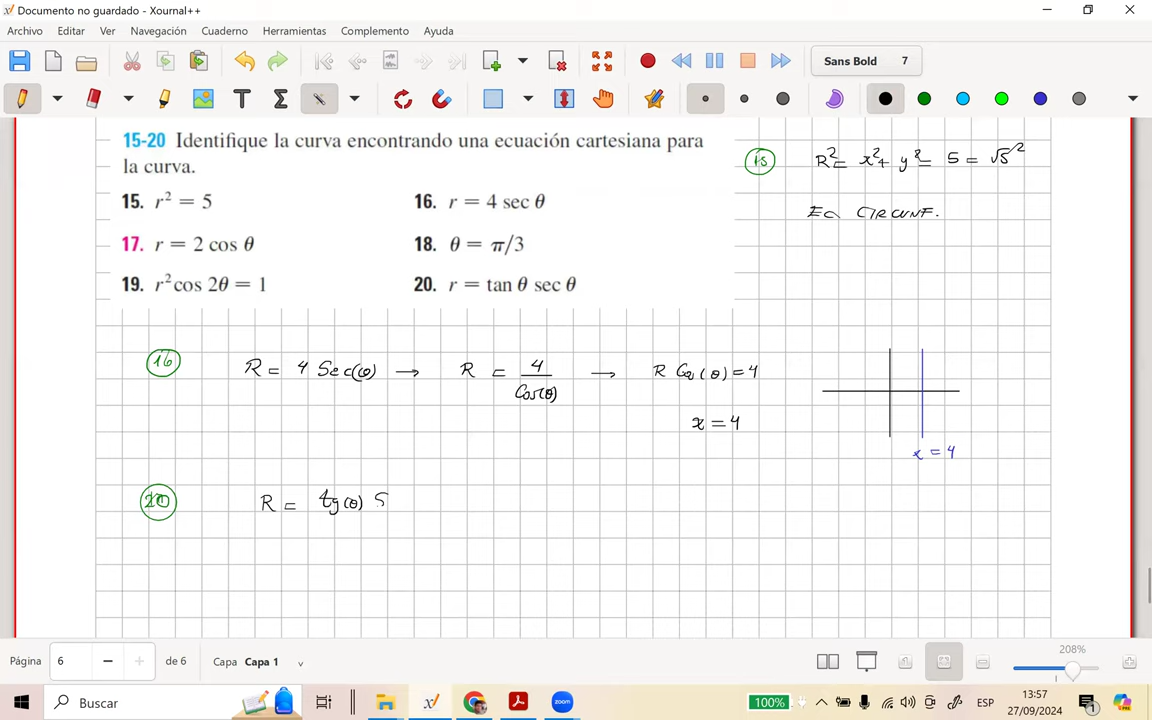 Documento no guardado - Xournal++
Archivo Editar Ver Navegación Cuaderno Herramientas Complemento Ayuda
Sans Bold 7
15-20 Identifique la curva encontrando una ecuación cartesiana para
la curva.
15. r² = 5
16. r = 4 sec θ
17. r = 2 cos θ
18. θ = π/3
19. r² cos 2θ = 1
20. r = tan θ sec θ
15 R² = x² + y² = 5 = √5²
EC CIRCUNF.
16 R = 4 Sec(θ) → R = 4/Cos(θ) → R Cos(θ) = 4
x = 4
x = 4
20 R = tg(θ) S
Página 6 de 6 Capa Capa 1 208%
Buscar
zoom
100% ESP 13:57
27/09/2024
1